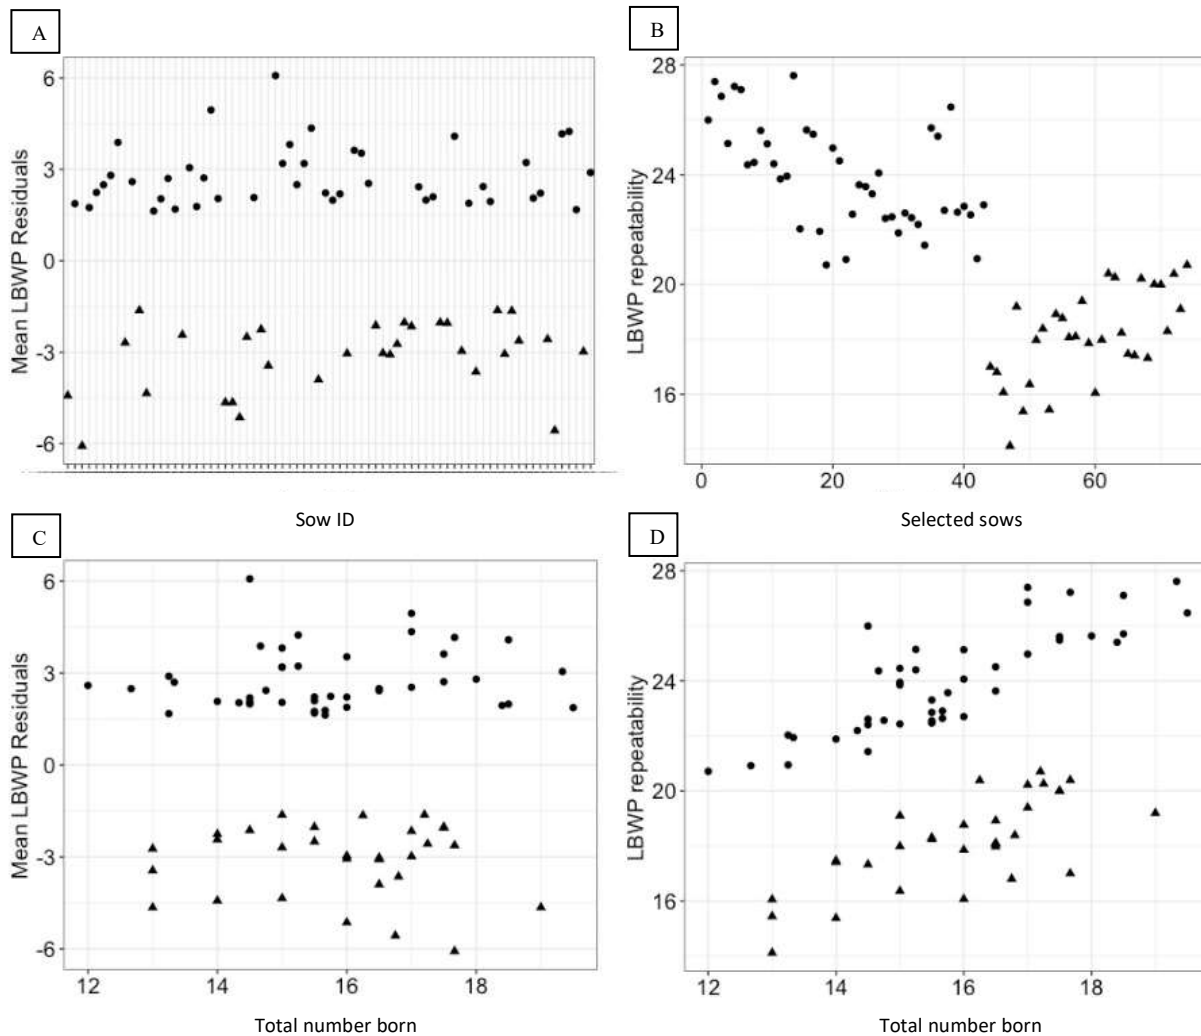 A
Mean LBWP Residuals
6
3
0
-3
-6
Sow ID
B
LBWP repeatability
28
24
20
16
0 20 40 60
Selected sows
C
Mean LBWP Residuals
6
3
0
-3
-6
12 14 16 18
Total number born
D
LBWP repeatability
28
24
20
16
12 14 16 18
Total number born